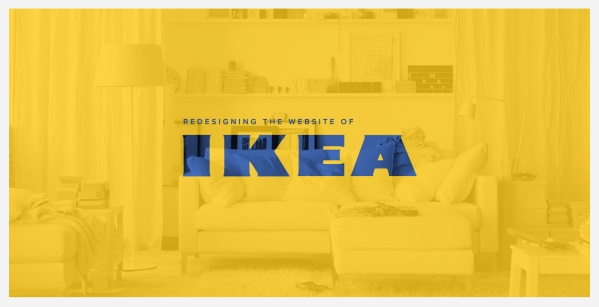 REDESIGNING THE WEBSITE OF
IKEA